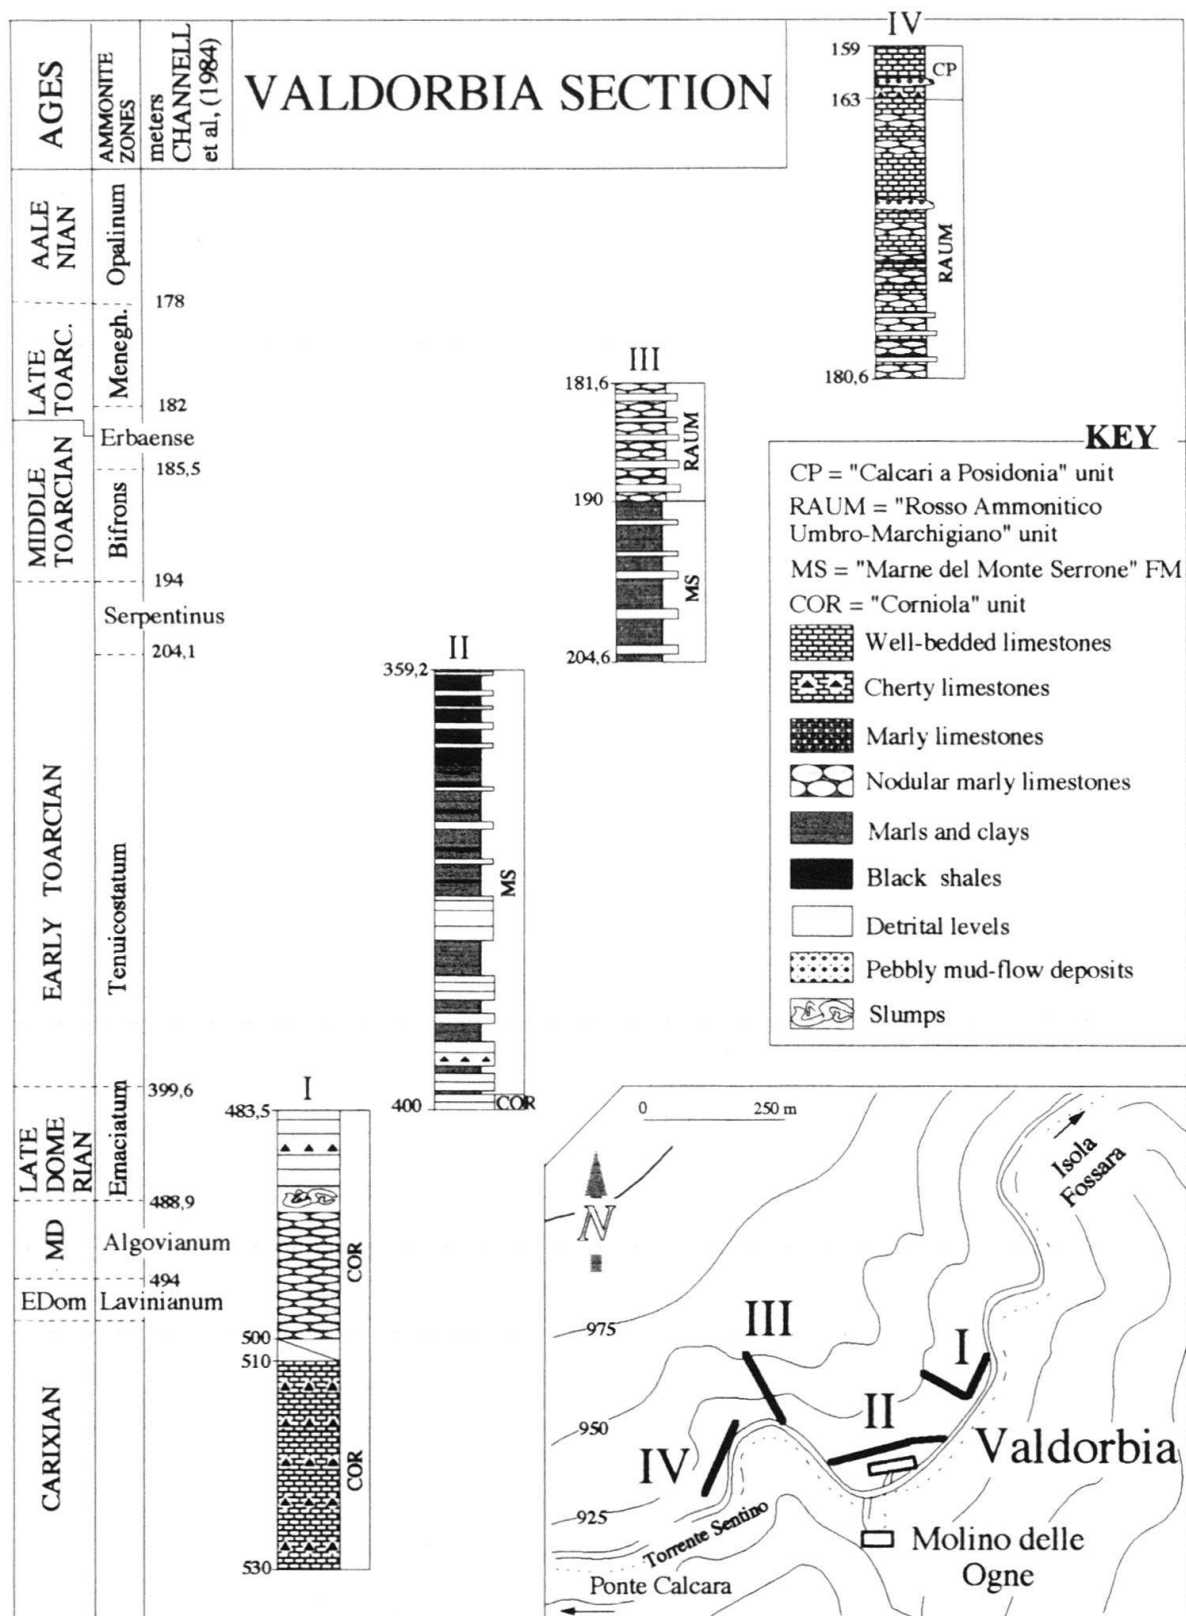 AGES
AMMONITE
ZONES
meters
CHANNELL
et al, (1984)
VALDORBIA SECTION
IV
159
CP
163
RAUM
180,6
AALE
NIAN
Opalinum
178
LATE
TOARC.
Menegh.
182
Erbaense
185,5
MIDDLE
TOARCIAN
Bifrons
194
Serpentinus
204,1
EARLY TOARCIAN
Tenuicostatum
399,6
LATE
DOME
RIAN
Emaciatum
488,9
MD
Algovianum
494
EDom
Lavinianum
CARIXIAN
III
181,6
RAUM
190
MS
204,6
II
359,2
MS
400
COR
I
483,5
COR
500
510
COR
530
KEY
CP = "Calcari a Posidonia" unit
RAUM = "Rosso Ammonitico
Umbro-Marchigiano" unit
MS = "Marne del Monte Serrone" FM
COR = "Corniola" unit
Well-bedded limestones
Cherty limestones
Marly limestones
Nodular marly limestones
Marls and clays
Black shales
Detrital levels
Pebbly mud-flow deposits
Slumps
0 250 m
N
Isola
Fossara
975
III
I
950
II
Valdorbia
IV
925
Torrente Sentino
Molino delle
Ogne
Ponte Calcara